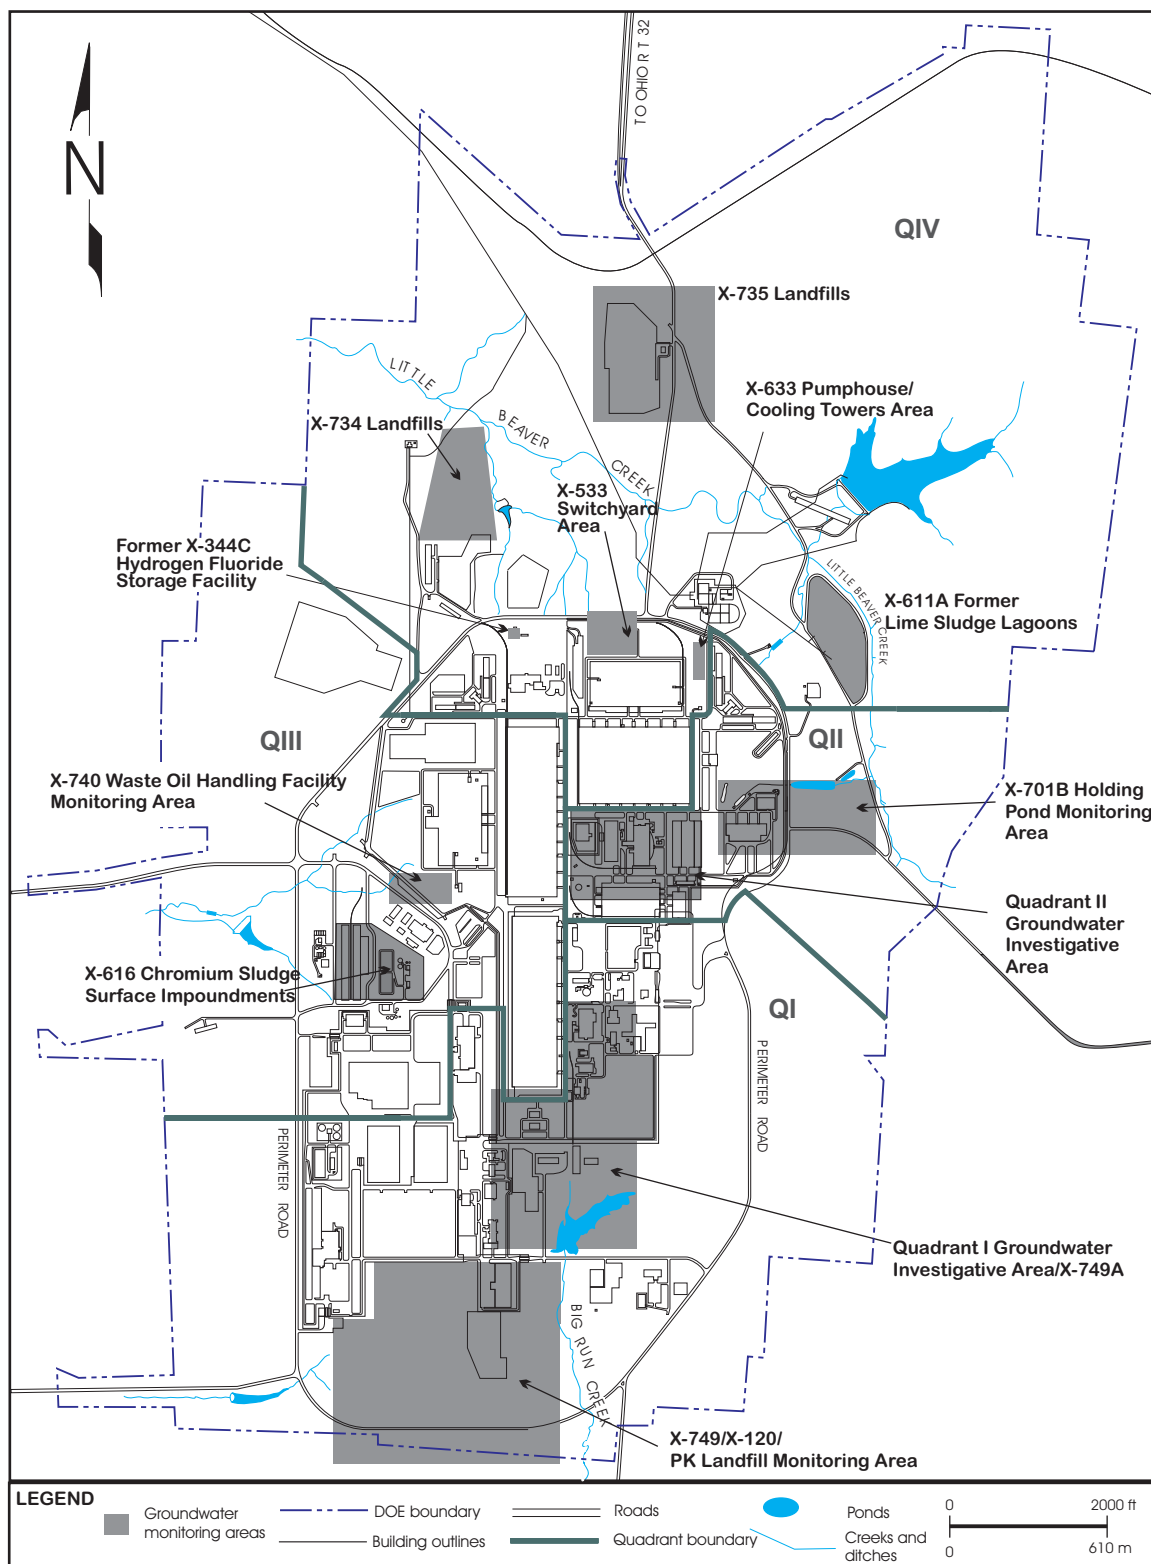 TO OHIO R T 32
N
QIV
X-735 Landfills
LITTLE BEAVER CREEK
X-633 Pumphouse/
Cooling Towers Area
X-734 Landfills
X-533
Switchyard
Area
Former X-344C
Hydrogen Fluoride
Storage Facility
LITTLE BEAVER CREEK
X-611A Former
Lime Sludge Lagoons
QIII
QII
X-740 Waste Oil Handling Facility
Monitoring Area
X-701B Holding
Pond Monitoring
Area
Quadrant II
Groundwater
Investigative
Area
X-616 Chromium Sludge
Surface Impoundments
QI
PERIMETER ROAD
PERIMETER ROAD
Quadrant I Groundwater
Investigative Area/X-749A
BIG RUN CREEK
X-749/X-120/
PK Landfill Monitoring Area
LEGEND
Groundwater
monitoring areas
DOE boundary
Building outlines
Roads
Quadrant boundary
Ponds
Creeks and
ditches
0 2000 ft
0 610 m